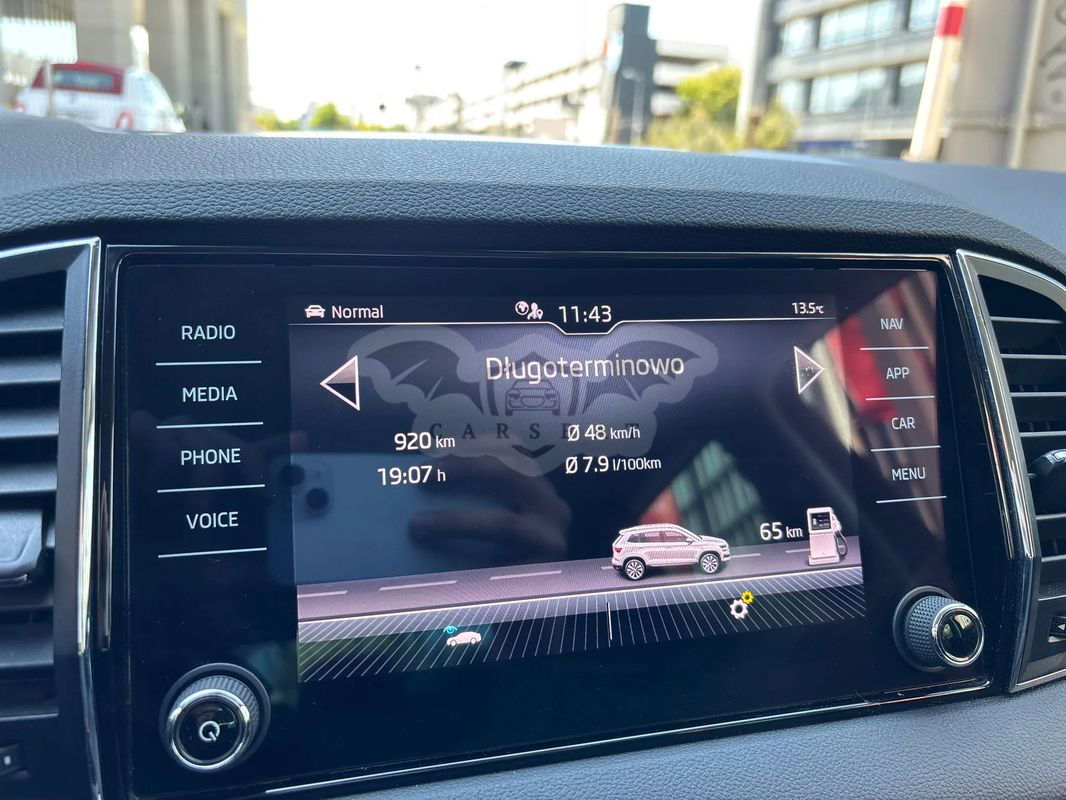 Normal
11:43
13.5°C
RADIO
MEDIA
PHONE
VOICE
Długoterminowo
920 km
19:07 h
Ø 48 km/h
Ø 7.9 l/100km
65 km
NAV
APP
CAR
MENU